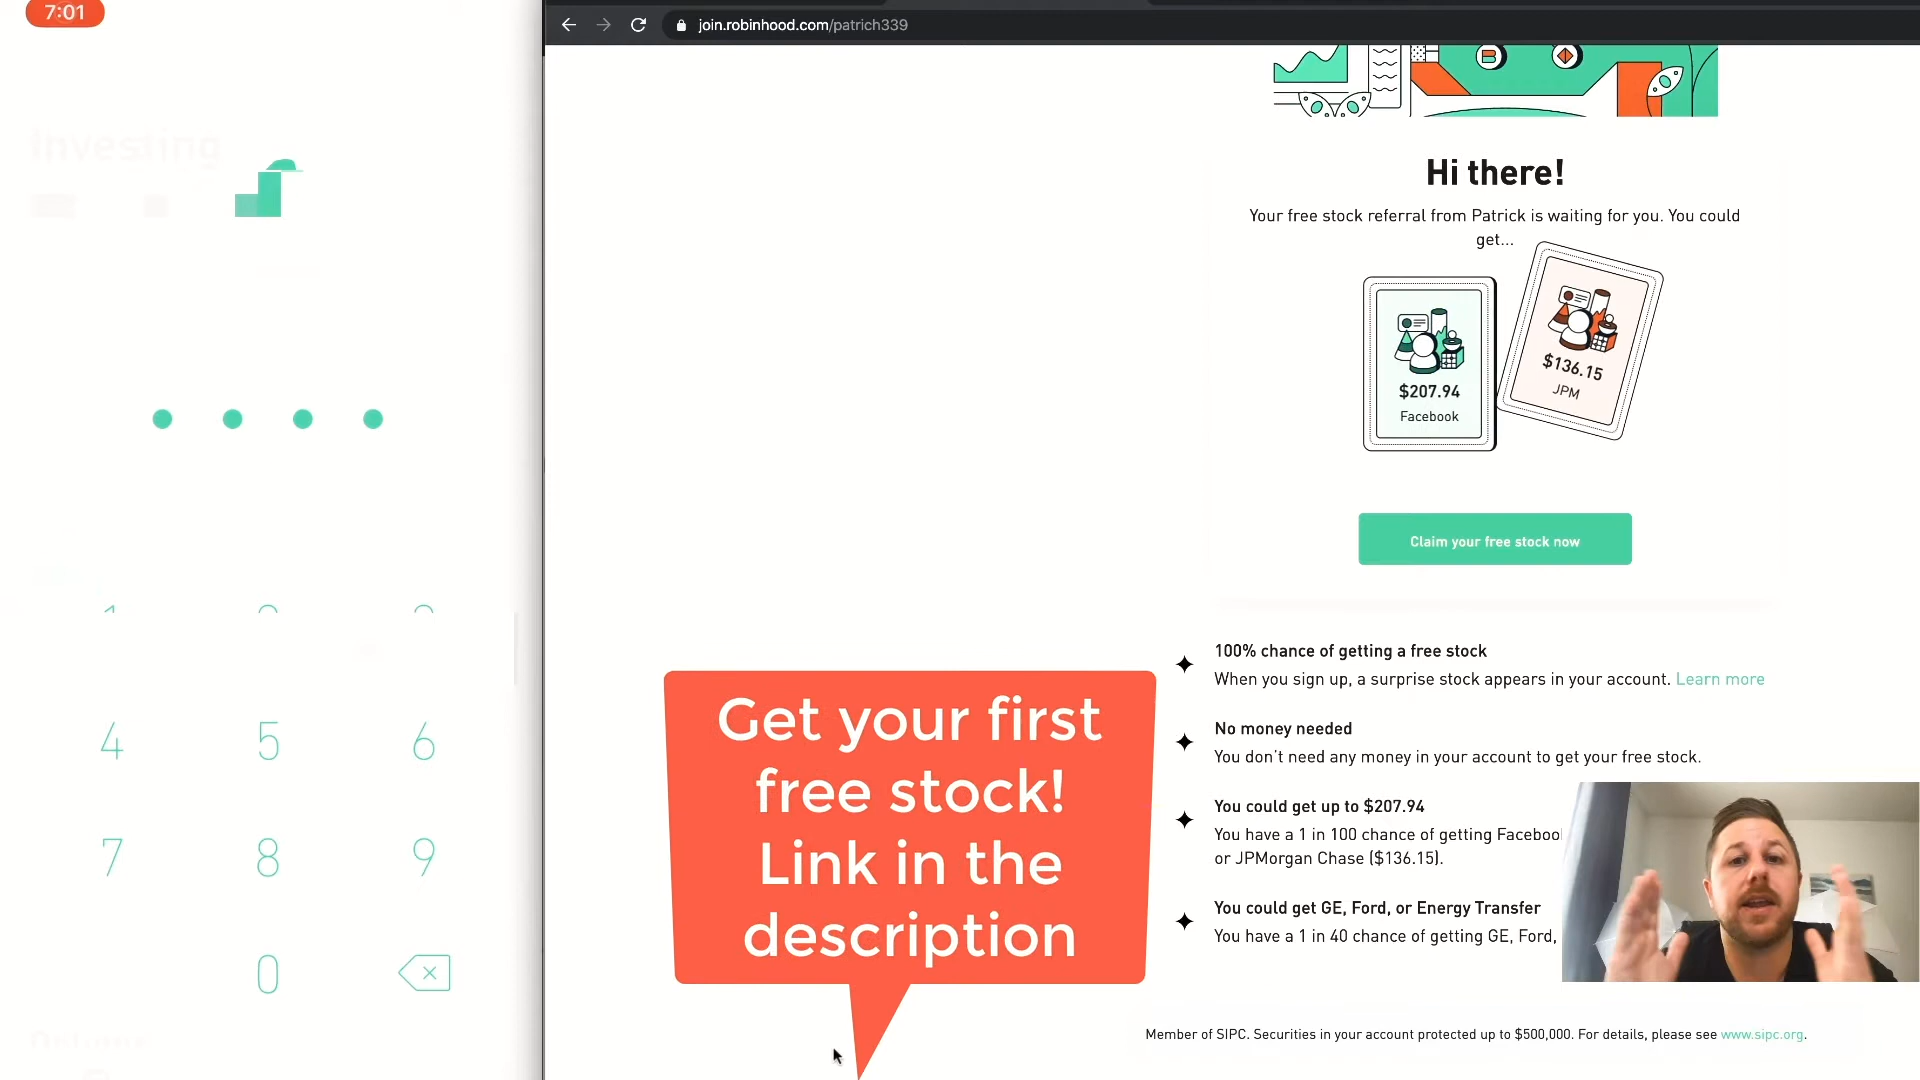 7:01
Investing
4 5 6
7 8 9
0
join.robinhood.com/patrich339
Hi there!
Your free stock referral from Patrick is waiting for you. You could
get...
$207.94
Facebook
$136.15
JPM
Claim your free stock now
100% chance of getting a free stock
When you sign up, a surprise stock appears in your account. Learn more
No money needed
You don't need any money in your account to get your free stock.
You could get up to $207.94
You have a 1 in 100 chance of getting
or JPMorgan Chase ($136.15).
You could get GE, Ford, or Energy Transfer
You have a 1 in 40 chance of getting GE, Ford,
Get your first
free stock!
Link in the
description
Member of SIPC. Securities in your account protected up to $500,000. For details, please see www.sipc.org.